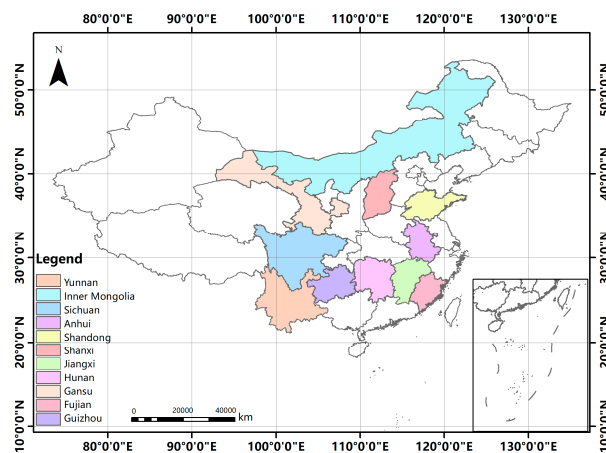 80°0'0"E 90°0'0"E 100°0'0"E 110°0'0"E 120°0'0"E 130°0'0"E
N
50°0'0"N 50°0'0"N
40°0'0"N 40°0'0"N
30°0'0"N 30°0'0"N
Legend
Yunnan
Inner Mongolia
Sichuan
Anhui
Shandong
Shanxi
Jiangxi
Hunan
Gansu
Fujian
Guizhou
20°0'0"N 20°0'0"N
0 20000 40000
km
10°0'0"N 10°0'0"N
80°0'0"E 90°0'0"E 100°0'0"E 110°0'0"E 120°0'0"E 130°0'0"E